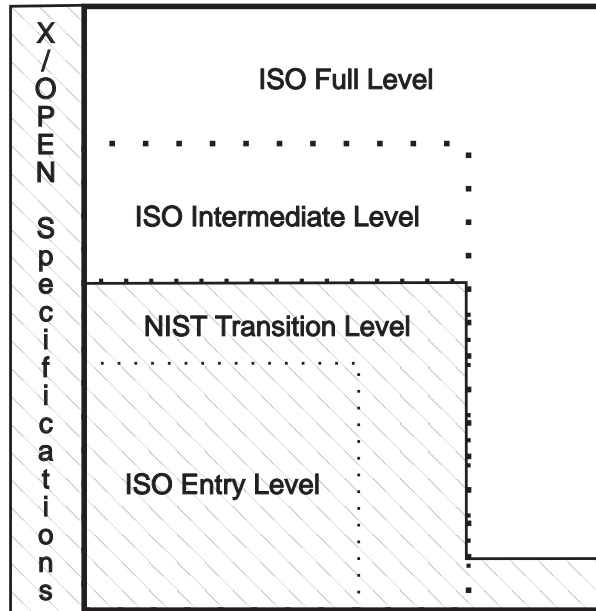 X/OPEN Specifications
ISO Full Level
ISO Intermediate Level
NIST Transition Level
ISO Entry Level